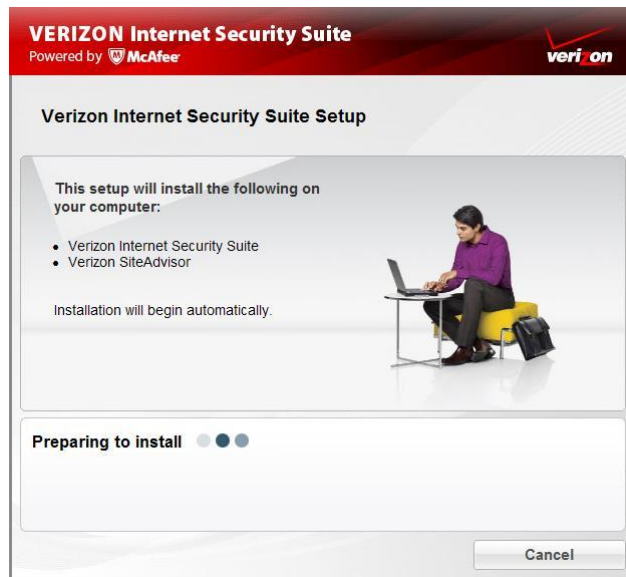 VERIZON Internet Security Suite
Powered by McAfee
verizon
Verizon Internet Security Suite Setup
This setup will install the following on
your computer:
• Verizon Internet Security Suite
• Verizon SiteAdvisor
Installation will begin automatically.
Preparing to install
Cancel